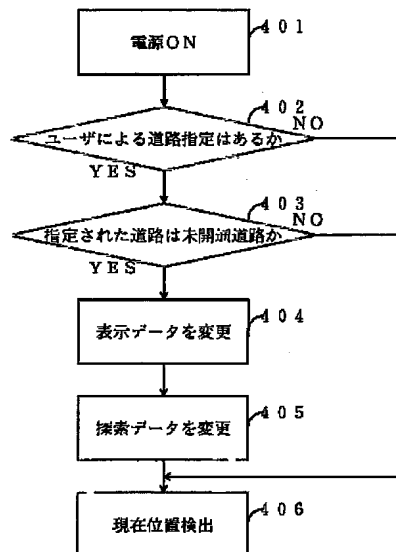 電源ON
401
402
ユーザによる道路指定はあるか
NO
YES
403
指定された道路は未開通道路か
NO
YES
404
表示データを変更
405
探索データを変更
406
現在位置検出